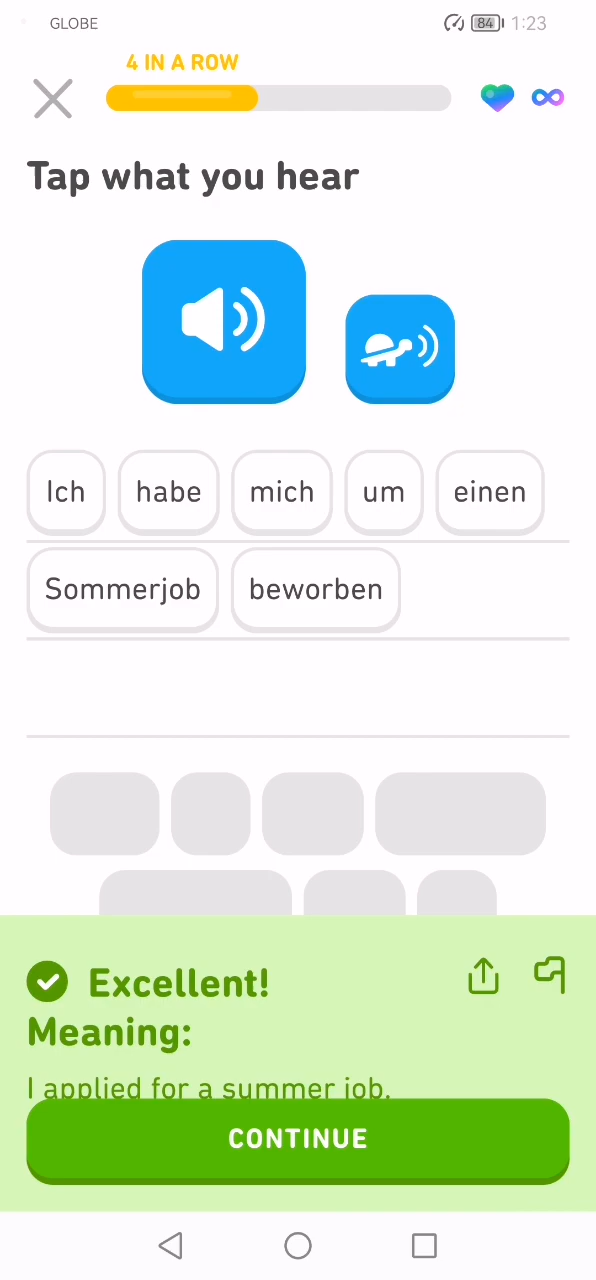 GLOBE 84 1:23
4 IN A ROW
Tap what you hear
Ich habe mich um einen
Sommerjob beworben
Excellent!
Meaning:
I applied for a summer job.
CONTINUE